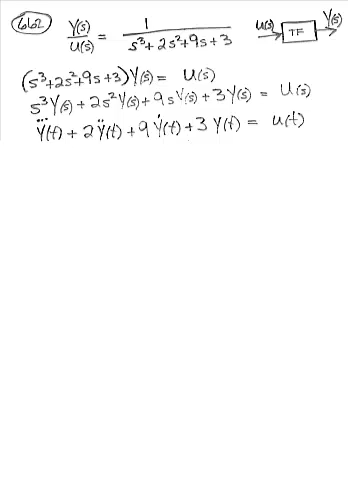 6.62 Y(s)/U(s) = 1/(s³+2s²+9s+3) U(s) TF Y(s)
(s³+2s²+9s+3)Y(s) = U(s)
s³Y(s)+2s²Y(s)+9sY(s)+3Y(s) = U(s)
Y⃛(t)+2Ÿ(t)+9Ẏ(t)+3Y(t) = u(t)